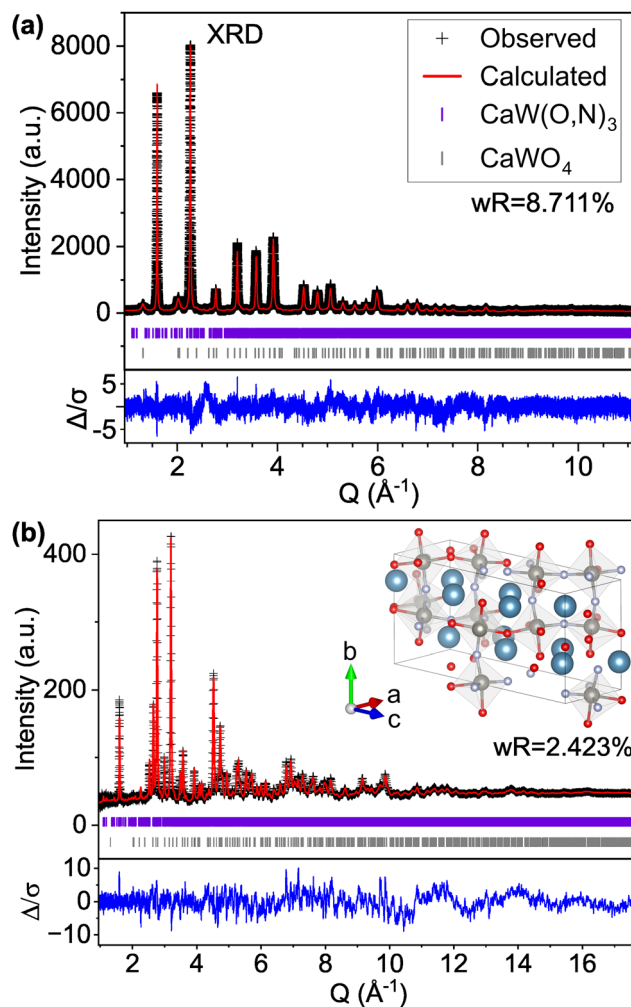 (a)
XRD
Observed
Calculated
CaW(O,N)₃
CaWO₄
wR=8.711%
Intensity (a.u.)
8000
6000
4000
2000
0
Δ/σ
5
-5
2 4 6 8 10
Q (Å⁻¹)
(b)
Intensity (a.u.)
400
200
0
b
a
c
wR=2.423%
Δ/σ
10
0
−10
2 4 6 8 10 12 14 16
Q (Å⁻¹)